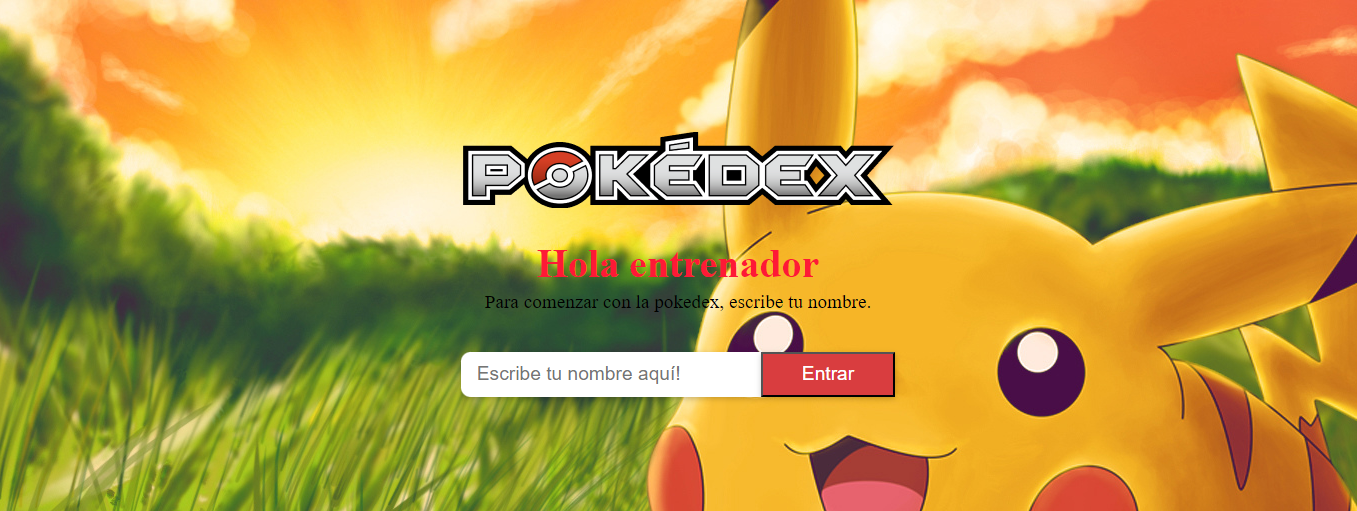 POKÉDEX
Hola entrenador
Para comenzar con la pokedex, escribe tu nombre.
Escribe tu nombre aquí!
Entrar